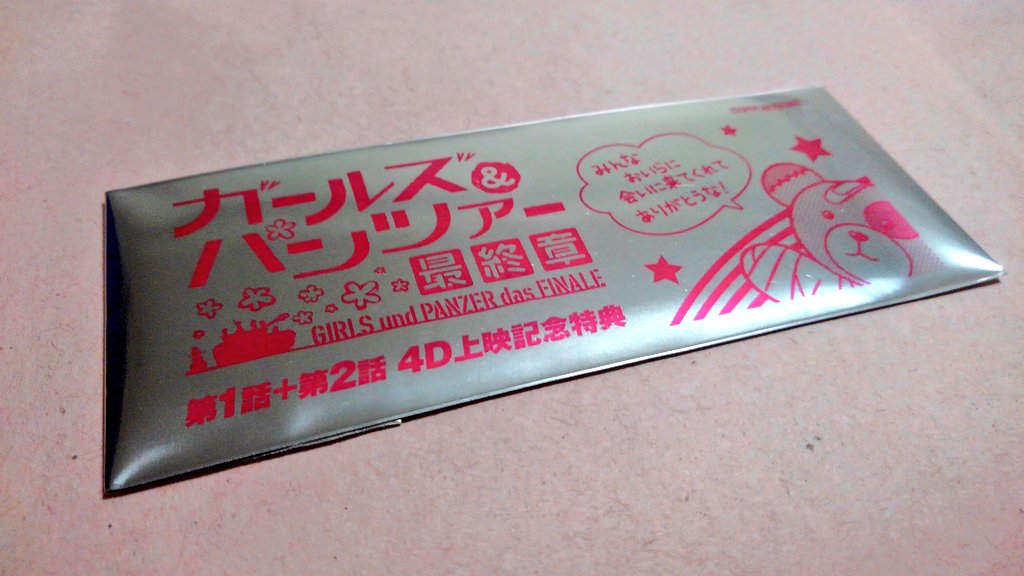 ガールズ&
パンツァー
最終章
GIRLS und PANZER das FINALE
第1話+第2話 4D上映記念特典
みんな
おいらに
会いに来てくれて
ありがとうな!